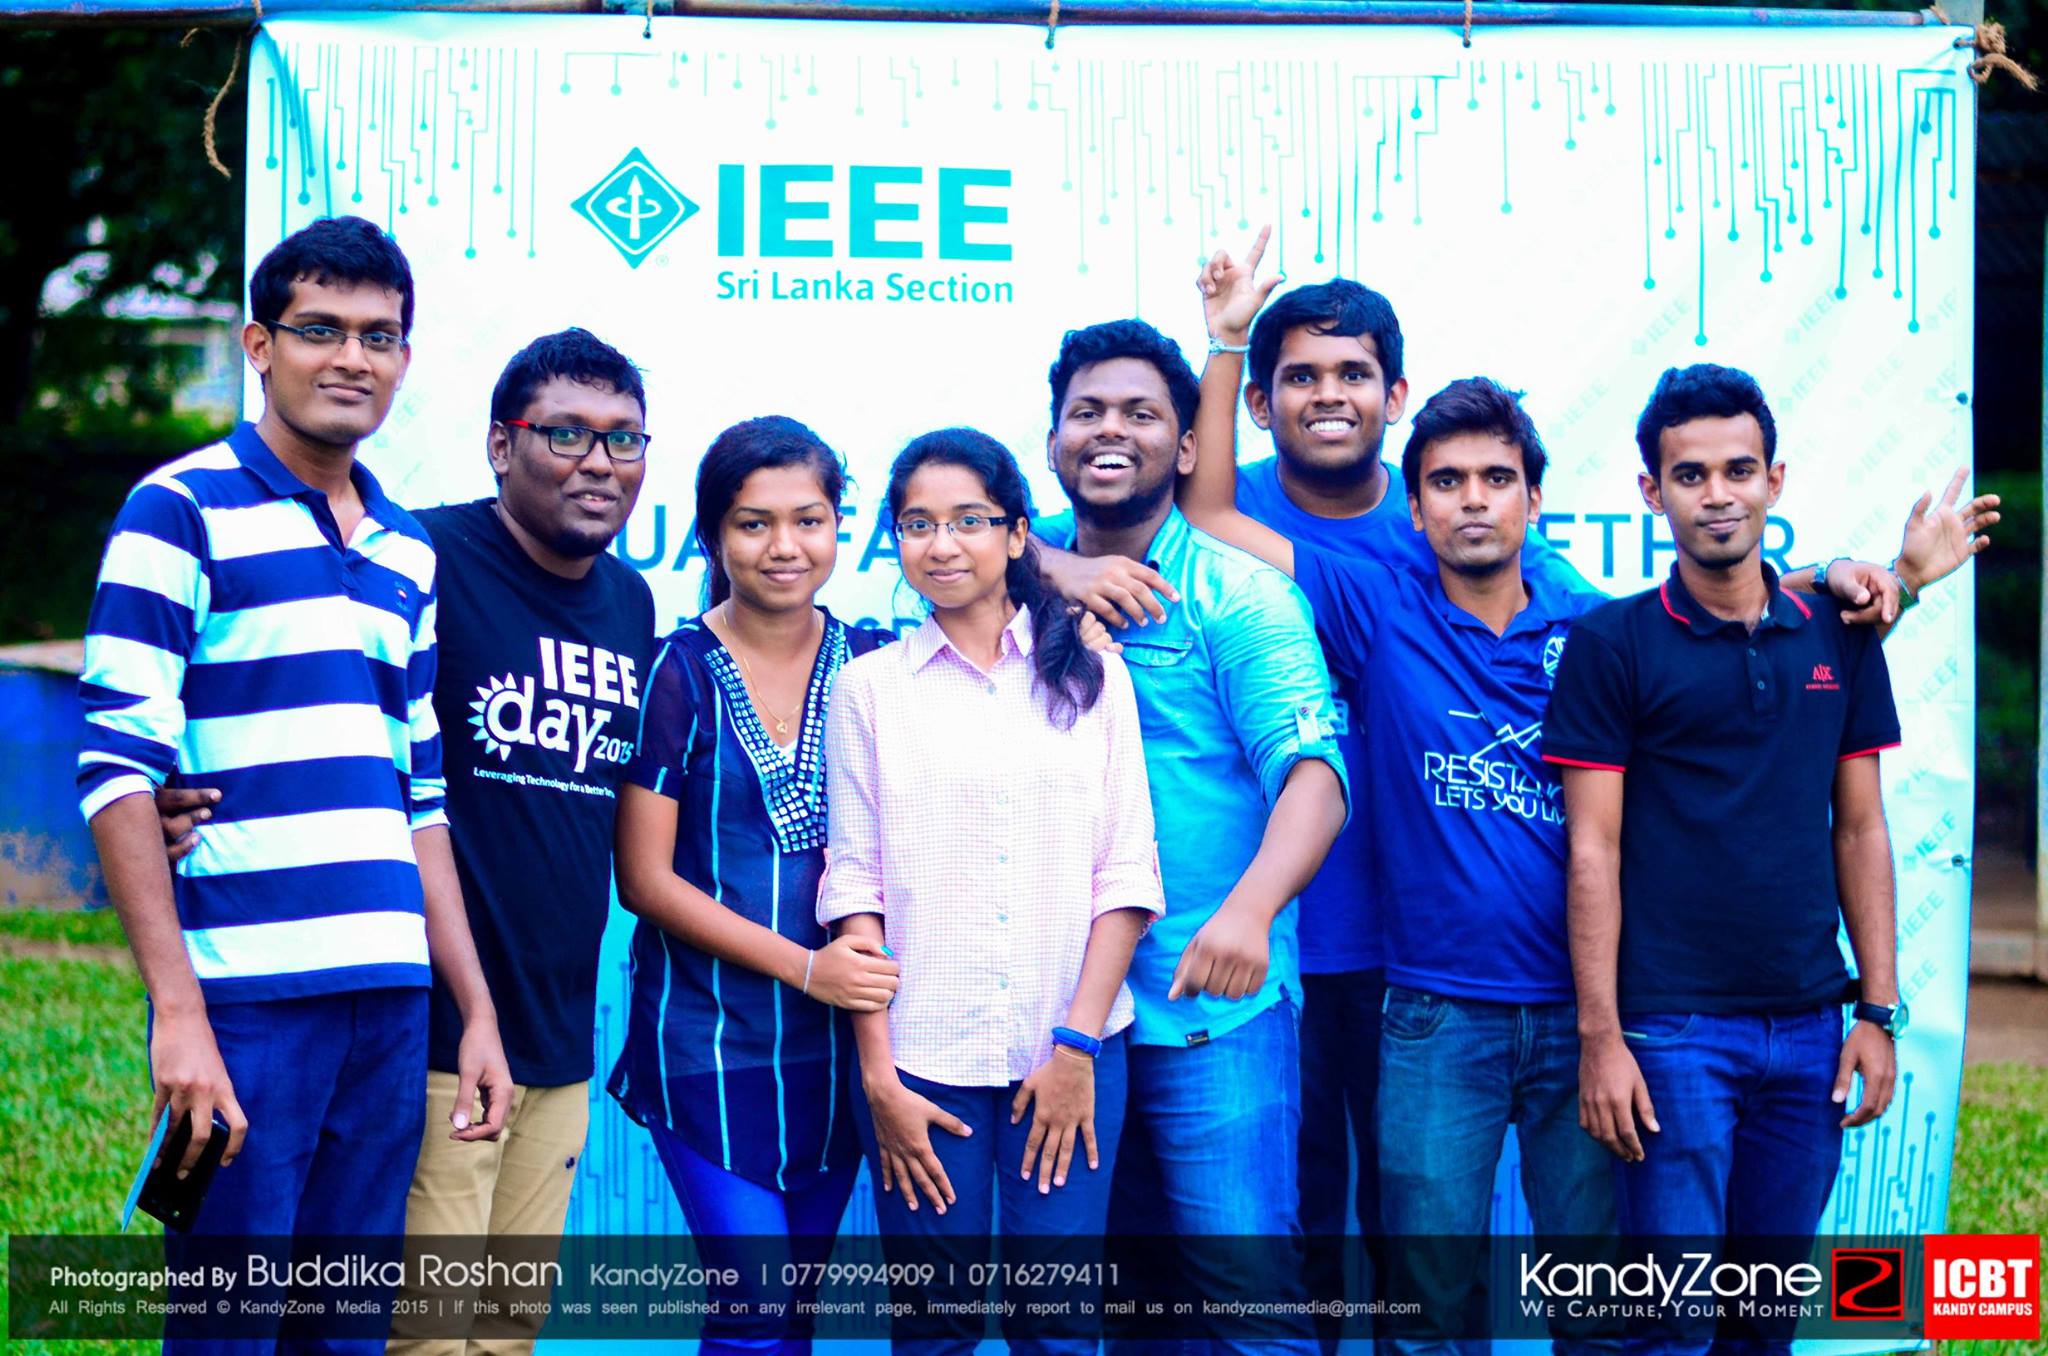 IEEE
Sri Lanka Section
IEEE
day 2015
Leveraging Technology for a Better
RESISTANC
LETS YOU LIV
A|X
Photographed By Buddika Roshan KandyZone | 0779994909 | 0716279411
All Rights Reserved © KandyZone Media 2015 | If this photo was seen published on any irrelevant page, immediately report to mail us on kandyzonemedia@gmail.com
KandyZone
WE CAPTURE, YOUR MOMENT
ICBT
KANDY CAMPUS